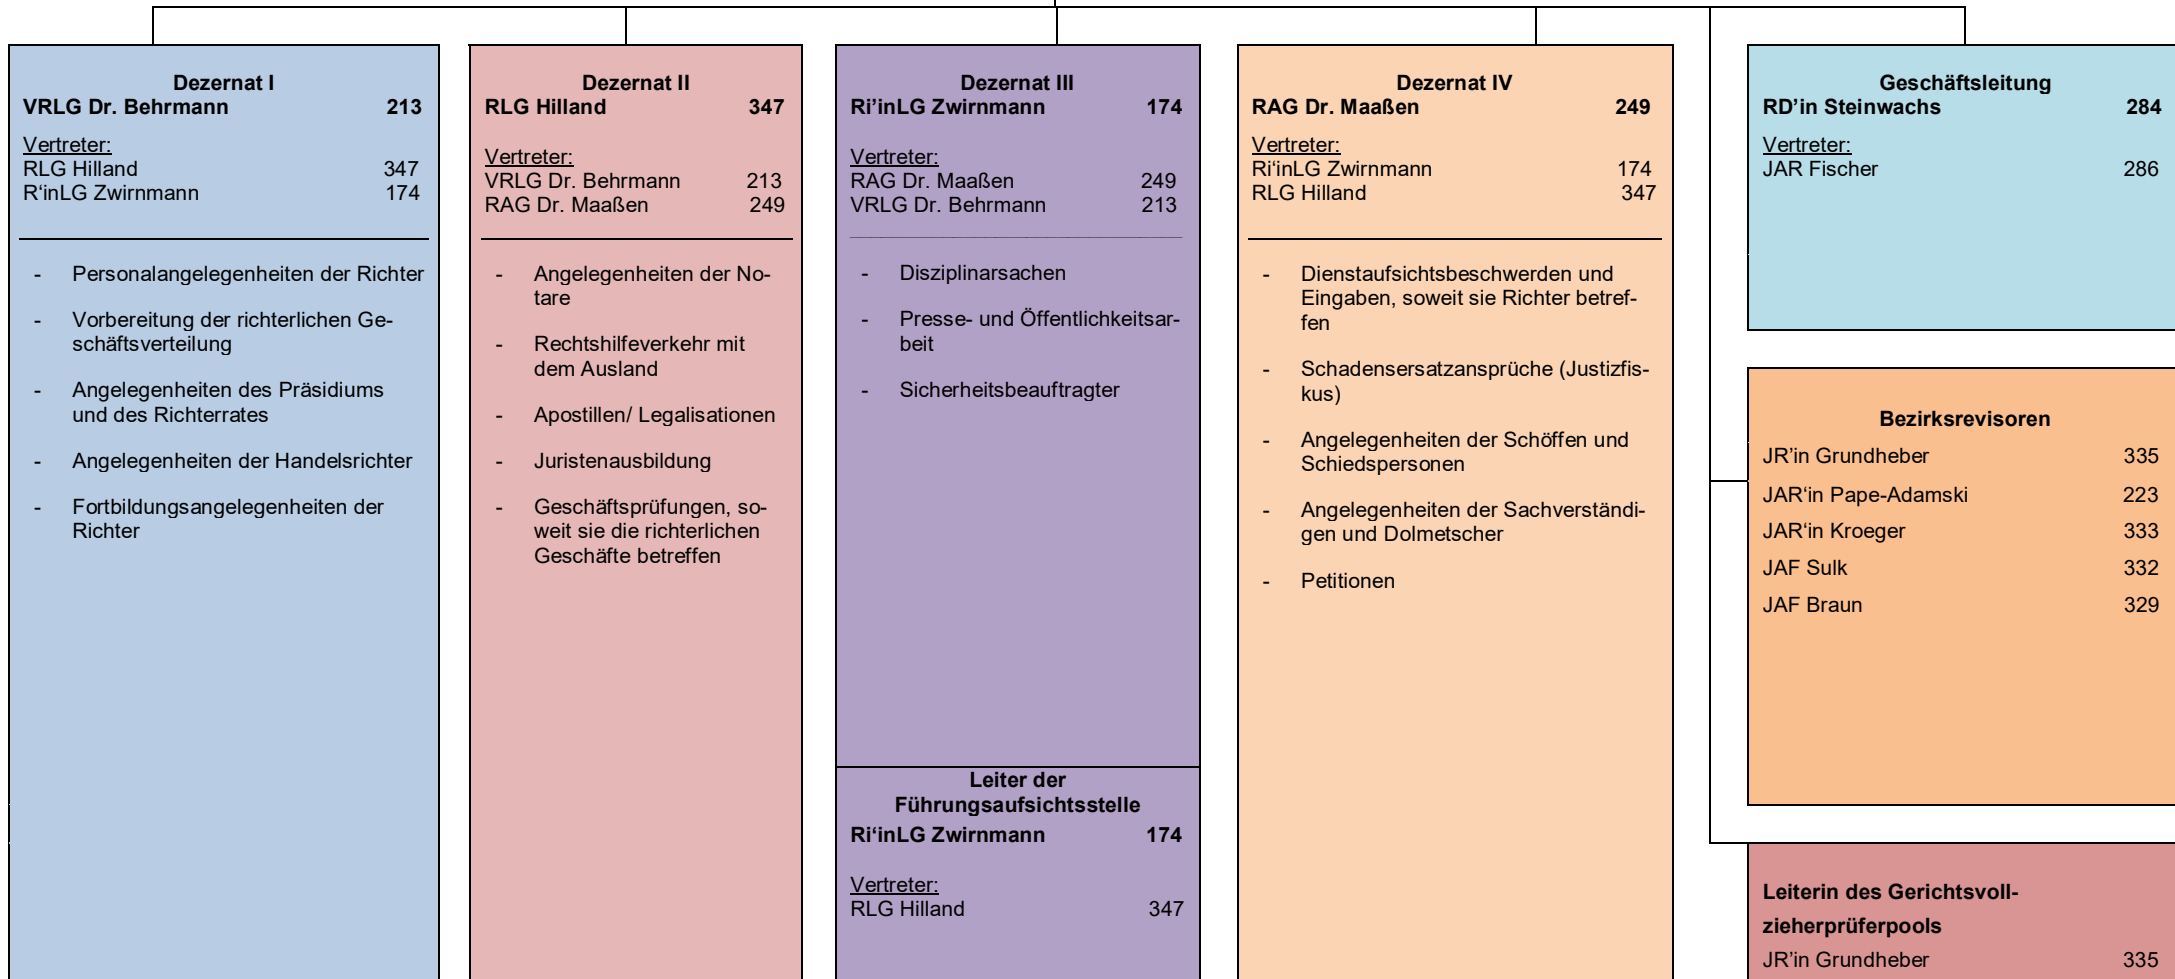 Dezernat I
VRLG Dr. Behrmann 213
Vertreter:
RLG Hilland 347
R‘inLG Zwirnmann 174
- Personalangelegenheiten der Richter
- Vorbereitung der richterlichen Ge-
schäftsverteilung
- Angelegenheiten des Präsidiums
und des Richterrates
- Angelegenheiten der Handelsrichter
- Fortbildungsangelegenheiten der
Richter
Dezernat II
RLG Hilland 347
Vertreter:
VRLG Dr. Behrmann 213
RAG Dr. Maaßen 249
- Angelegenheiten der No-
tare
- Rechtshilfeverkehr mit
dem Ausland
- Apostillen/ Legalisationen
- Juristenausbildung
- Geschäftsprüfungen, so-
weit sie die richterlichen
Geschäfte betreffen
Dezernat III
Ri’inLG Zwirnmann 174
Vertreter:
RAG Dr. Maaßen 249
VRLG Dr. Behrmann 213
- Disziplinarsachen
- Presse- und Öffentlichkeitsar-
beit
- Sicherheitsbeauftragter
Leiter der
Führungsaufsichtsstelle
Ri‘inLG Zwirnmann 174
Vertreter:
RLG Hilland 347
Dezernat IV
RAG Dr. Maaßen 249
Vertreter:
Ri‘inLG Zwirnmann 174
RLG Hilland 347
- Dienstaufsichtsbeschwerden und
Eingaben, soweit sie Richter betref-
fen
- Schadensersatzansprüche (Justizfis-
kus)
- Angelegenheiten der Schöffen und
Schiedspersonen
- Angelegenheiten der Sachverständi-
gen und Dolmetscher
- Petitionen
Geschäftsleitung
RD’in Steinwachs 284
Vertreter:
JAR Fischer 286
Bezirksrevisoren
JR’in Grundheber 335
JAR‘in Pape-Adamski 223
JAR‘in Kroeger 333
JAF Sulk 332
JAF Braun 329
Leiterin des Gerichtsvoll-
zieherprüferpools
JR’in Grundheber 335